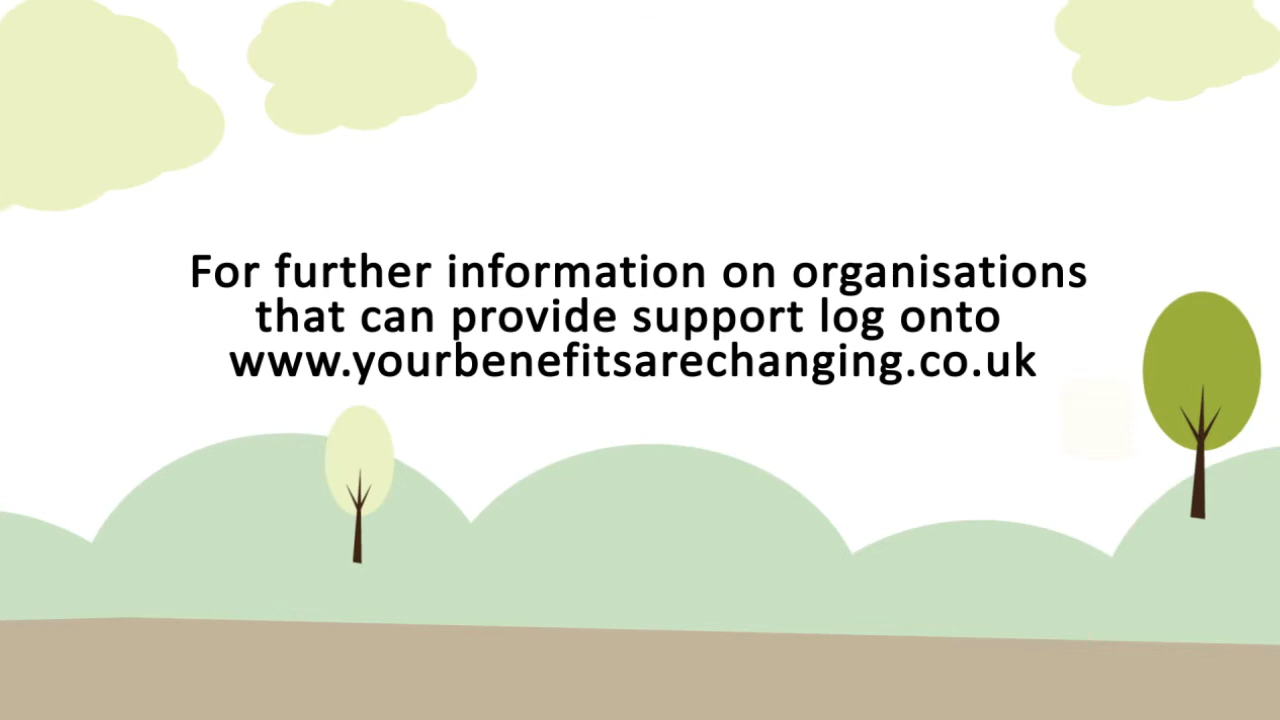 For further information on organisations
that can provide support log onto
www.yourbenefitsarechanging.co.uk